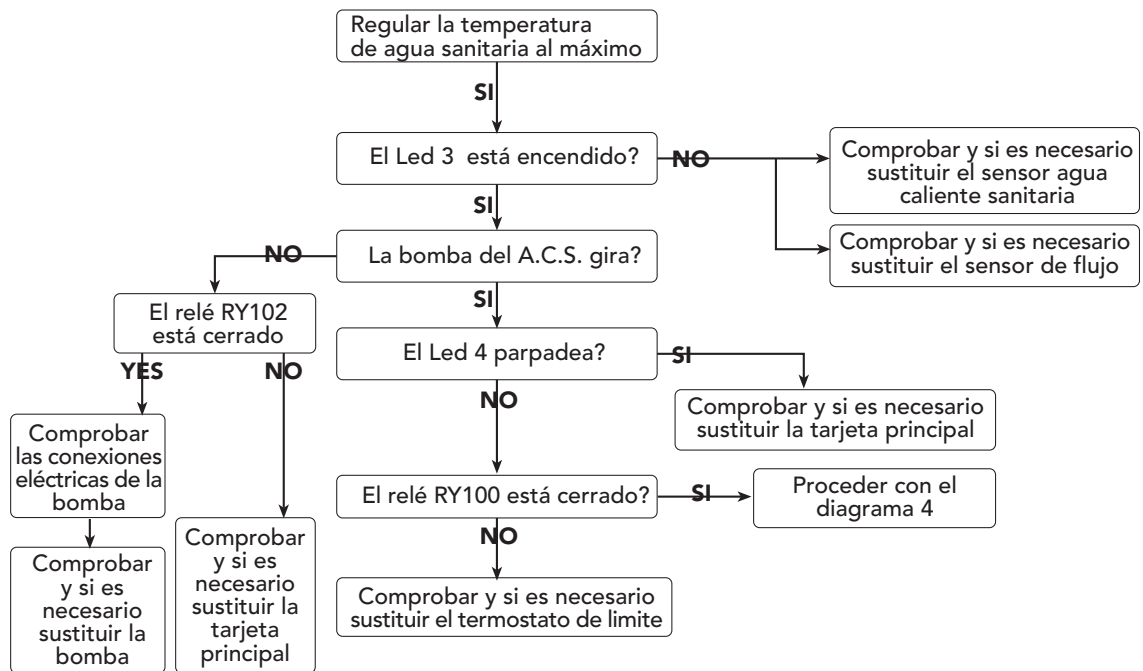 Regular la temperatura
de agua sanitaria al máximo
SI
El Led 3 está encendido?
NO
Comprobar y si es necesario
sustituir el sensor agua
caliente sanitaria
Comprobar y si es necesario
sustituir el sensor de flujo
SI
La bomba del A.C.S. gira?
NO
El relé RY102
está cerrado
YES
NO
Comprobar
las conexiones
eléctricas de la
bomba
Comprobar
y si es
necesario
sustituir la
bomba
Comprobar
y si es
necesario
sustituir la
tarjeta
principal
SI
El Led 4 parpadea?
SI
Comprobar y si es necesario
sustituir la tarjeta principal
NO
El relé RY100 está cerrado?
SI
Proceder con el
diagrama 4
NO
Comprobar y si es necesario
sustituir el termostato de limite